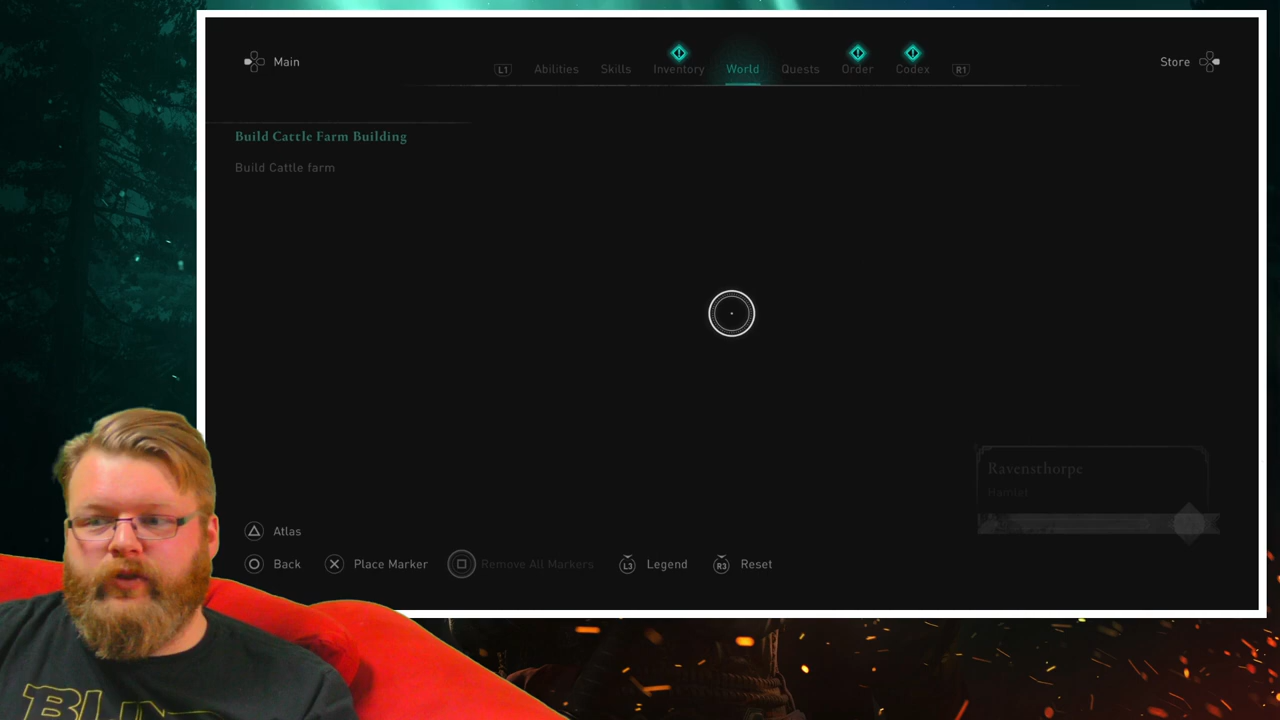 Main
L1
Abilities
Skills
Inventory
World
Quests
Order
Codex
R1
Store
Build Cattle Farm Building
Build Cattle farm
Ravensthorpe
Hamlet
Atlas
Back
Place Marker
Remove All Markers
L3
Legend
R3
Reset